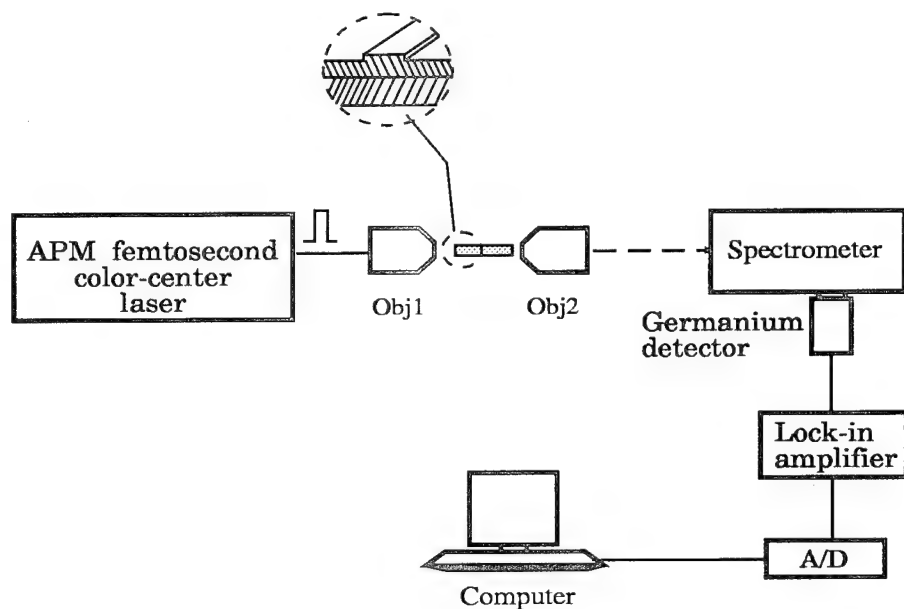 APM femtosecond
color-center
laser
Obj1
Obj2
Spectrometer
Germanium
detector
Lock-in
amplifier
A/D
Computer